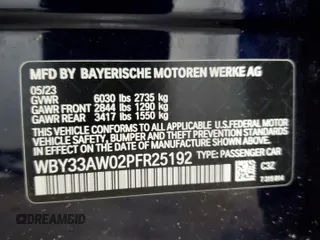 MFD BY BAYERISCHE MOTOREN WERKE AG
05/23
GVWR 6030 lbs 2735 kg
GAWR FRONT 2844 lbs 1290 kg
GAWR REAR 3417 lbs 1550 kg
THIS VEHICLE CONFORMS TO ALL APPLICABLE FEDERAL MOTOR VEHICLE SAFETY, BUMPER, AND THEFT PREVENTION STANDARDS IN EFFECT ON THE DATE OF MANUFACTURE SHOWN ABOVE.
WBY33AW02PFR25192 TYPE: PASSENGER CAR
C3Z
© DREAMGID